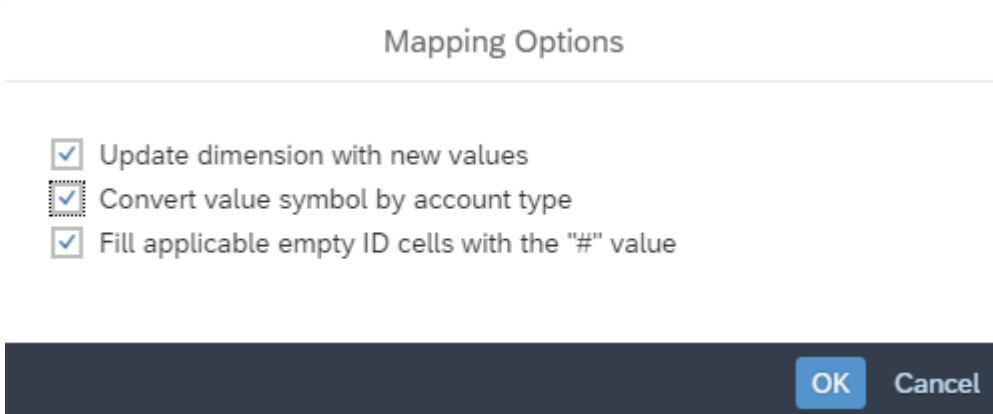 Mapping Options
Update dimension with new values
Convert value symbol by account type
Fill applicable empty ID cells with the "#" value
OK Cancel